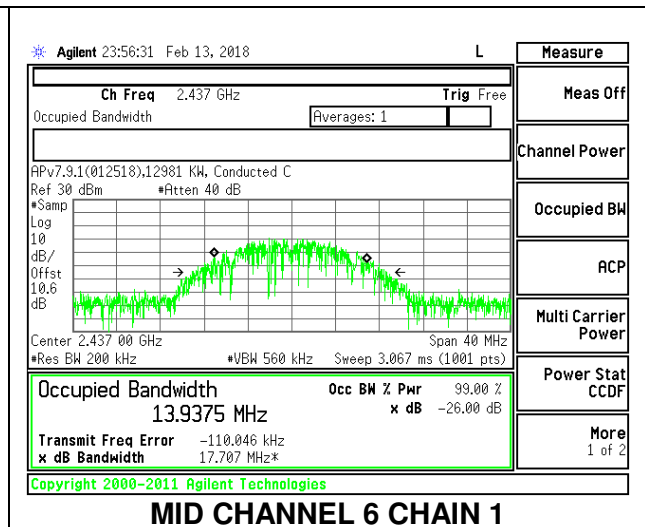 Agilent 23:56:31 Feb 13, 2018 L
Measure
Ch Freq 2.437 GHz Trig Free
Occupied Bandwidth Averages: 1
Meas Off
Channel Power
APv7.9.1(012518),12981 KW, Conducted C
Ref 30 dBm #Atten 40 dB
#Samp
Log
10
dB/
Offst
10.6
dB
Occupied BW
ACP
Center 2.437 00 GHz Span 40 MHz
#Res BW 200 kHz #VBW 560 kHz Sweep 3.067 ms (1001 pts)
Multi Carrier
Power
Occupied Bandwidth Occ BW % Pwr 99.00 %
13.9375 MHz x dB -26.00 dB
Power Stat
CCDF
Transmit Freq Error -110.046 kHz
x dB Bandwidth 17.707 MHz*
More
1 of 2
Copyright 2000-2011 Agilent Technologies
MID CHANNEL 6 CHAIN 1